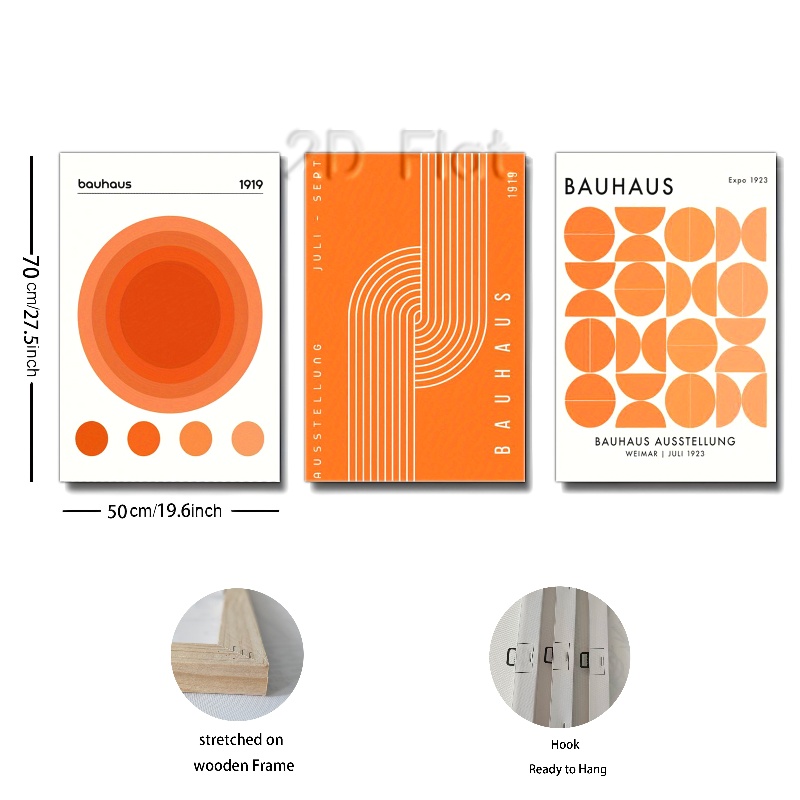 2D Flat
bauhaus 1919
AUSSTELLUNG JULI - SEPT
BAUHAUS 1919
BAUHAUS Expo 1923
BAUHAUS AUSSTELLUNG
WEIMAR | JULI 1923
70 cm/27.5inch
50cm/19.6inch
stretched on
wooden Frame
Hook
Ready to Hang